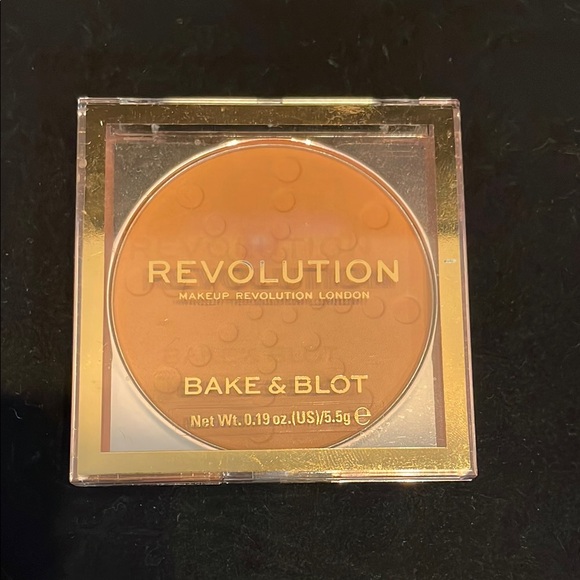 REVOLUTION
MAKEUP REVOLUTION LONDON
BAKE & BLOT
Net Wt. 0.19 oz.(US)/5.5g ℮